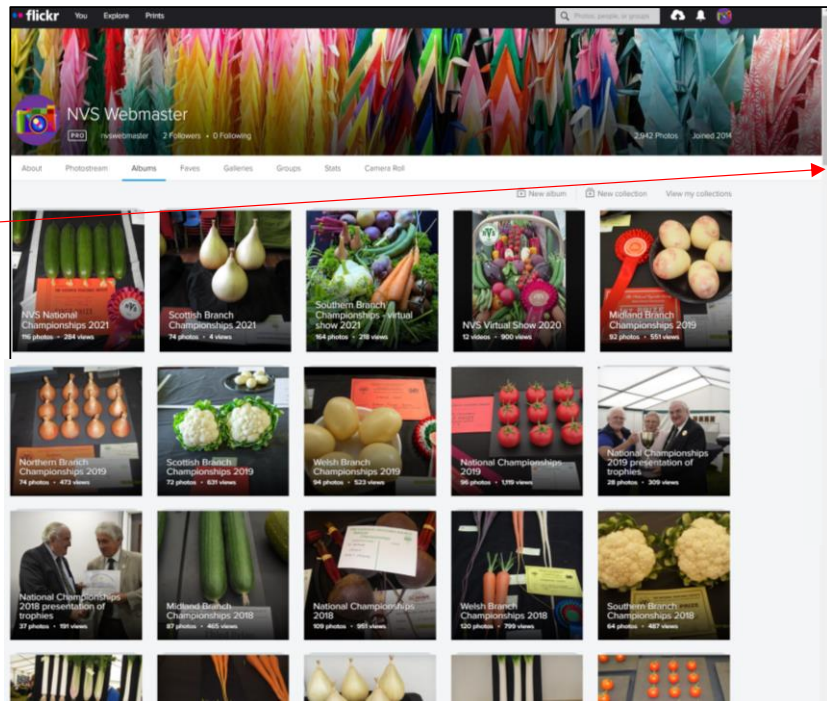 flickr You Explore Prints
Photos, people, or groups
NVS Webmaster
PRO nvswebmaster 2 Followers • 0 Following
2,942 Photos Joined 2014
About Photostream Albums Faves Galleries Groups Stats Camera Roll
New album New collection View my collections
NVS National
Championships 2021
116 photos • 284 views
Scottish Branch
Championships 2021
74 photos • 4 views
Southern Branch
Championships - virtual
show 2021
164 photos • 218 views
NVS Virtual Show 2020
12 videos • 900 views
Midland Branch
Championships 2019
92 photos • 551 views
Northern Branch
Championships 2019
74 photos • 473 views
Scottish Branch
Championships 2019
72 photos • 631 views
Welsh Branch
Championships 2019
94 photos • 523 views
National Championships
2019
96 photos • 1,119 views
National Championships
2019 presentation of
trophies
28 photos • 309 views
National Championships
2018 presentation of
trophies
37 photos • 191 views
Midland Branch
Championships 2018
87 photos • 465 views
National Championships
2018
109 photos • 951 views
Welsh Branch
Championships 2018
120 photos • 799 views
Southern Branch
Championships 2018
64 photos • 487 views